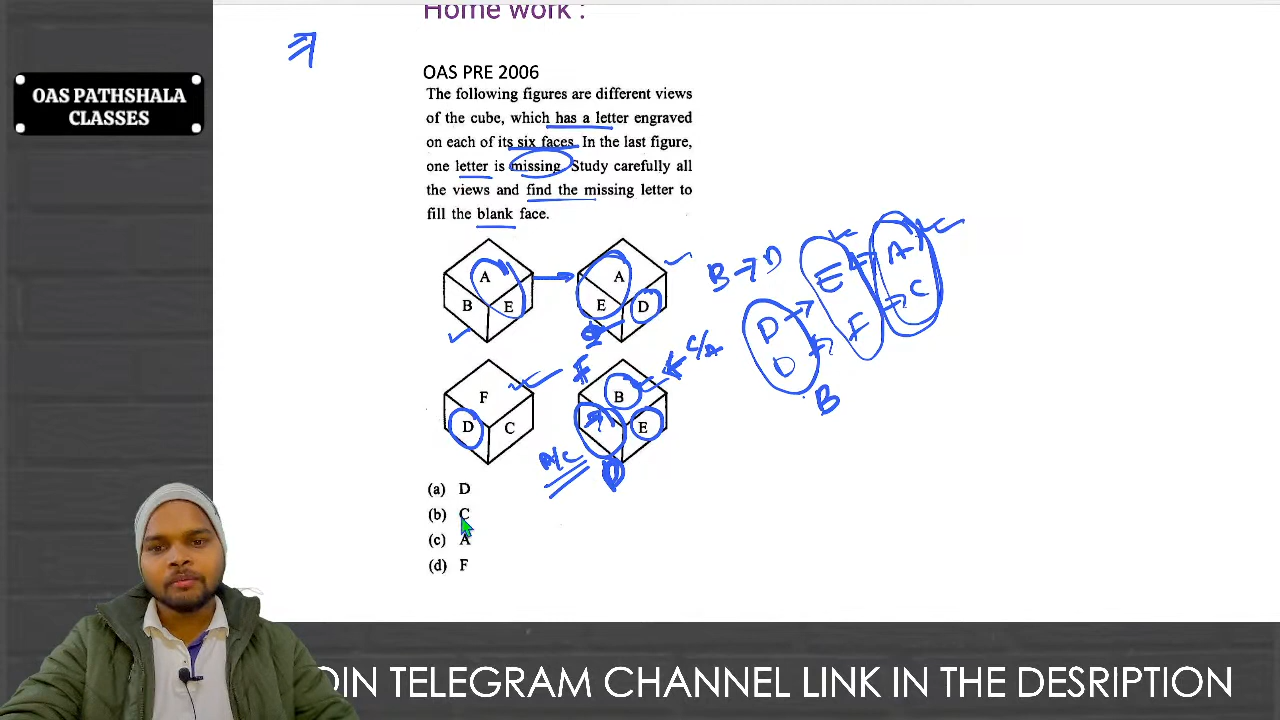 Home work :
OAS PATHSHALA
CLASSES
OAS PRE 2006
The following figures are different views
of the cube, which has a letter engraved
on each of its six faces. In the last figure,
one letter is missing. Study carefully all
the views and find the missing letter to
fill the blank face.
A
B E
A
E D
B → D
E A
F C
D
D
B
F
D C
F
B
E
C/A
A/C
(a) D
(b) C
(c) A
(d) F
OIN TELEGRAM CHANNEL LINK IN THE DESRIPTION